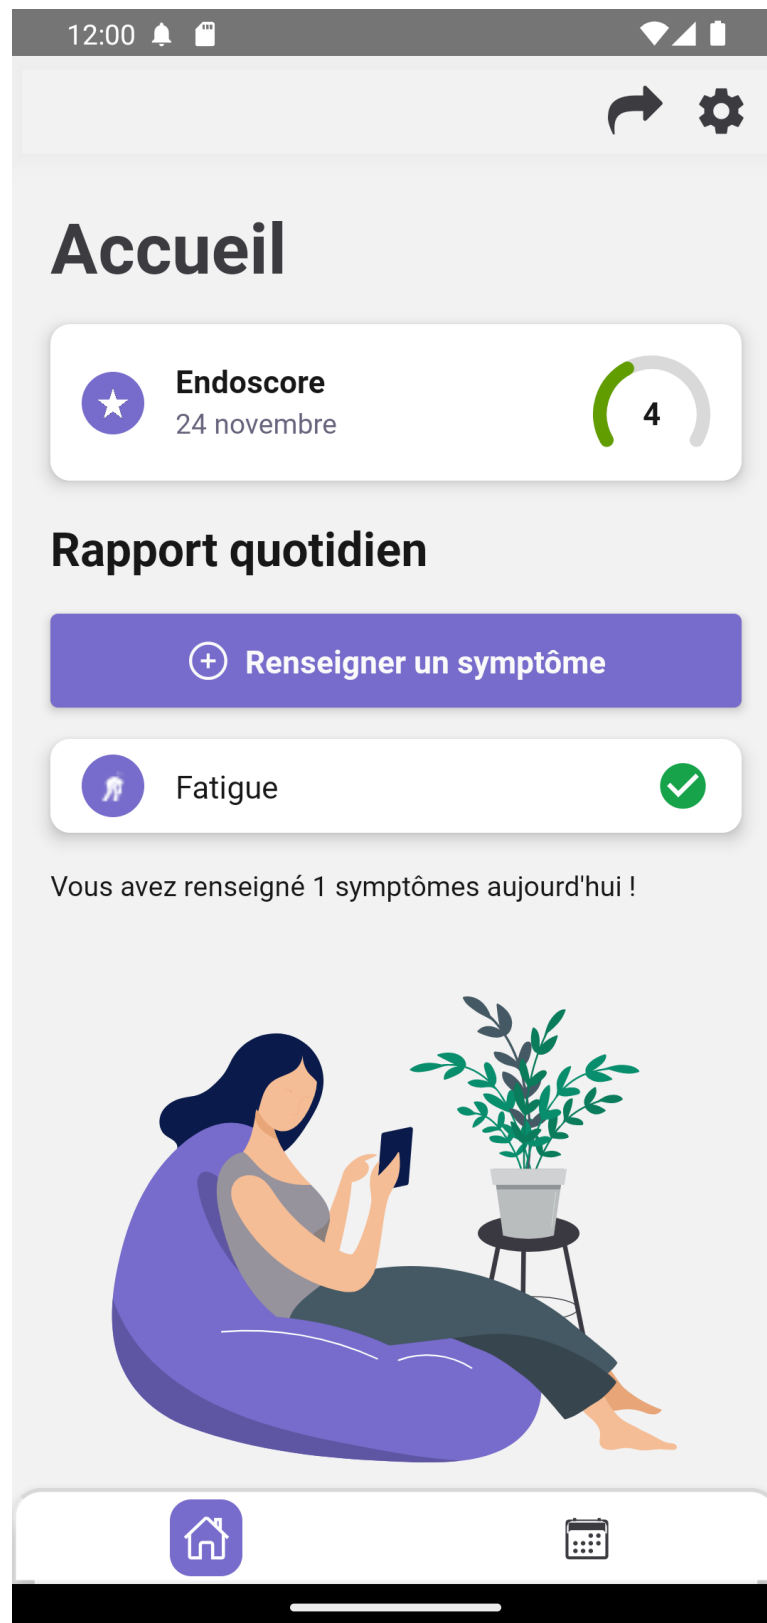 12:00
Accueil
Endoscore
24 novembre
4
Rapport quotidien
Renseigner un symptôme
Fatigue
Vous avez renseigné 1 symptômes aujourd'hui !